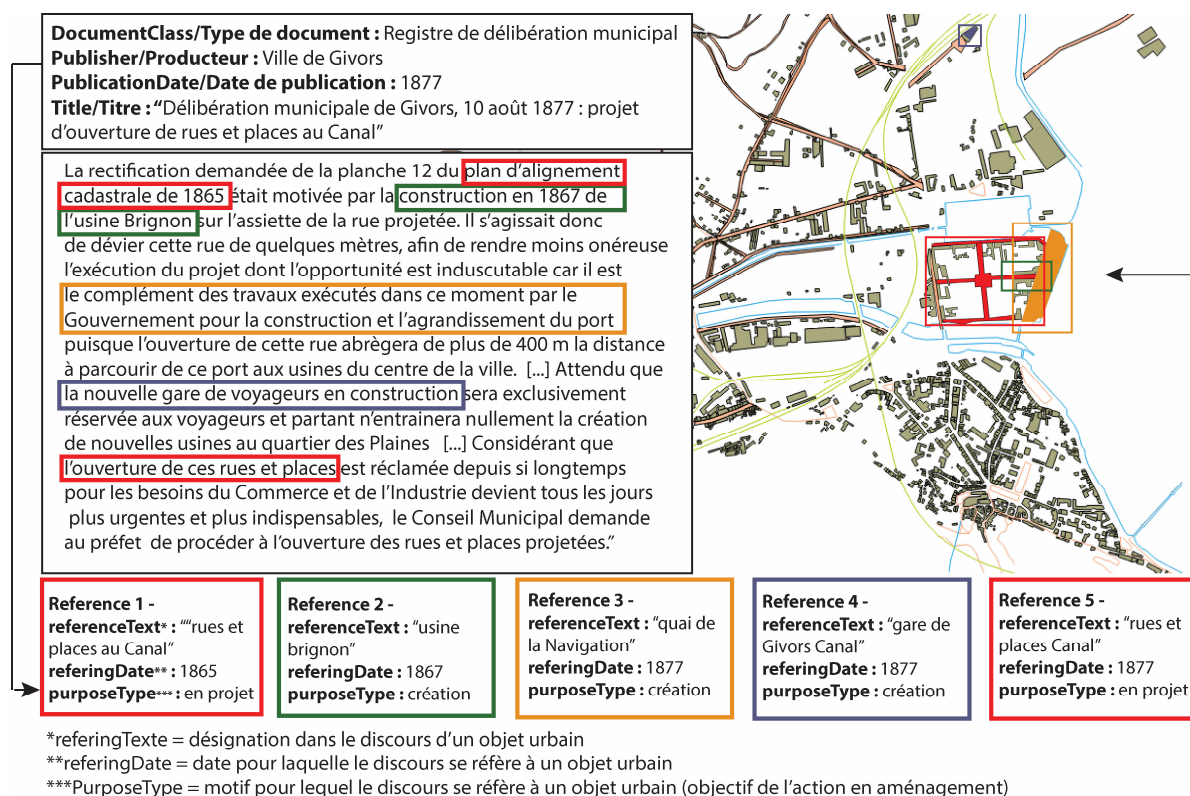 DocumentClass/Type de document : Registre de délibération municipal
Publisher/Producteur : Ville de Givors
PublicationDate/Date de publication : 1877
Title/Titre : “Délibération municipale de Givors, 10 août 1877 : projet
d’ouverture de rues et places au Canal”
La rectification demandée de la planche 12 du plan d’alignement
cadastrale de 1865 était motivée par la construction en 1867 de
l’usine Brignon sur l’assiette de la rue projetée. Il s’agissait donc
de dévier cette rue de quelques mètres, afin de rendre moins onéreuse
l’exécution du projet dont l’opportunité est induscutable car il est
le complément des travaux exécutés dans ce moment par le
Gouvernement pour la construction et l’agrandissement du port
puisque l’ouverture de cette rue abrègera de plus de 400 m la distance
à parcourir de ce port aux usines du centre de la ville. [...] Attendu que
la nouvelle gare de voyageurs en construction sera exclusivement
réservée aux voyageurs et partant n’entrainera nullement la création
de nouvelles usines au quartier des Plaines [...] Considérant que
l’ouverture de ces rues et places est réclamée depuis si longtemps
pour les besoins du Commerce et de l’Industrie devient tous les jours
plus urgentes et plus indispensables, le Conseil Municipal demande
au préfet de procéder à l’ouverture des rues et places projetées.”
Reference 1 -
referenceText* : ““rues et
places au Canal”
referingDate** : 1865
purposeType*** : en projet
Reference 2 -
referenceText : “usine
brignon”
referingDate : 1867
purposeType : création
Reference 3 -
referenceText : “quai de
la Navigation”
referingDate : 1877
purposeType : création
Reference 4 -
referenceText : “gare de
Givors Canal”
referingDate : 1877
purposeType : création
Reference 5 -
referenceText : “rues et
places Canal”
referingDate : 1877
purposeType : en projet
*referingTexte = désignation dans le discours d’un objet urbain
**referingDate = date pour laquelle le discours se réfère à un objet urbain
***PurposeType = motif pour lequel le discours se réfère à un objet urbain (objectif de l’action en aménagement)